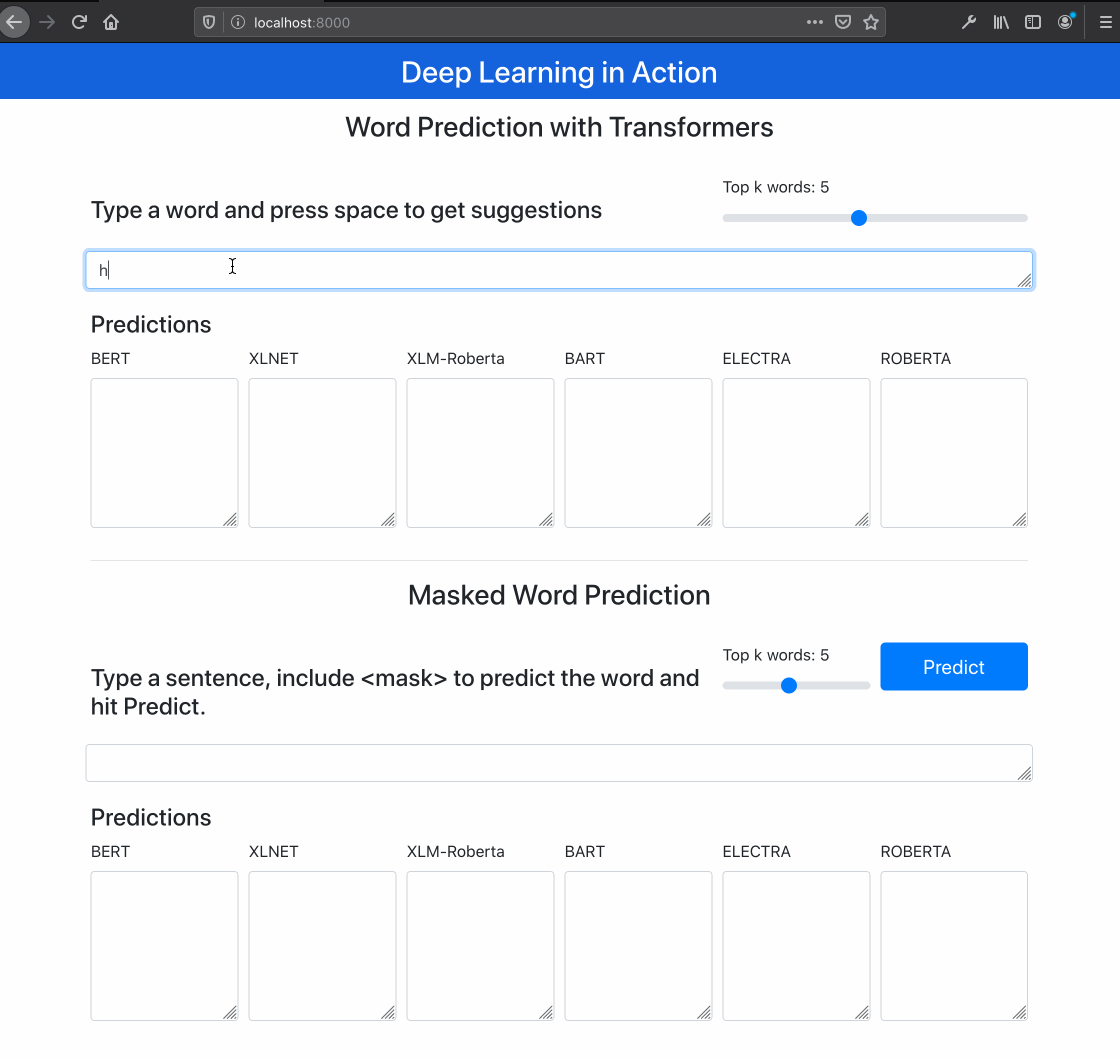 localhost:8000
Deep Learning in Action
Word Prediction with Transformers
Top k words: 5
Type a word and press space to get suggestions
h
Predictions
BERT XLNET XLM-Roberta BART ELECTRA ROBERTA
Masked Word Prediction
Top k words: 5
Predict
Type a sentence, include <mask> to predict the word and
hit Predict.
Predictions
BERT XLNET XLM-Roberta BART ELECTRA ROBERTA